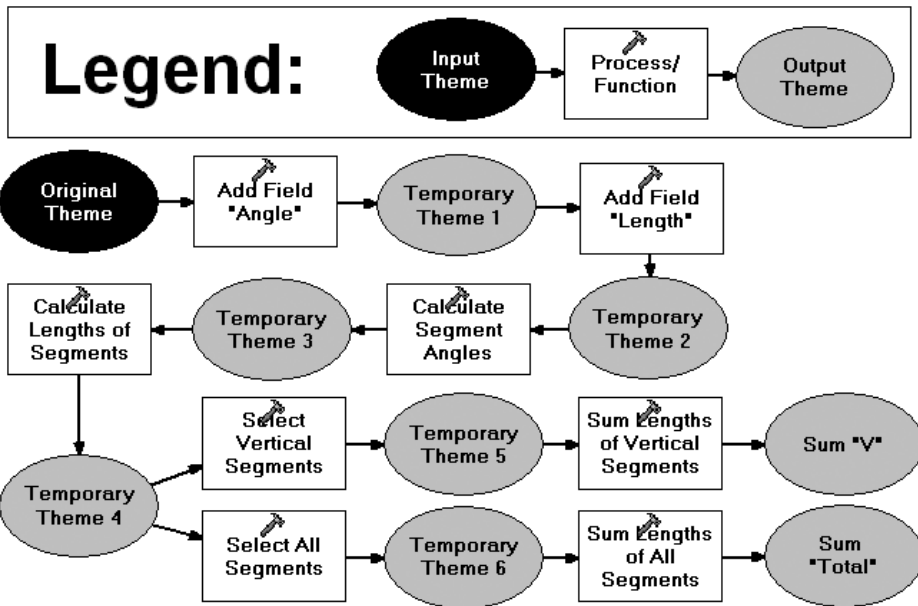 Legend:
Input
Theme
Process/
Function
Output
Theme
Original
Theme
Add Field
"Angle"
Temporary
Theme 1
Add Field
"Length"
Calculate
Lengths of
Segments
Temporary
Theme 3
Calculate
Segment
Angles
Temporary
Theme 2
Temporary
Theme 4
Select
Vertical
Segments
Temporary
Theme 5
Sum Lengths
of Vertical
Segments
Sum "V"
Select All
Segments
Temporary
Theme 6
Sum Lengths
of All
Segments
Sum
"Total"